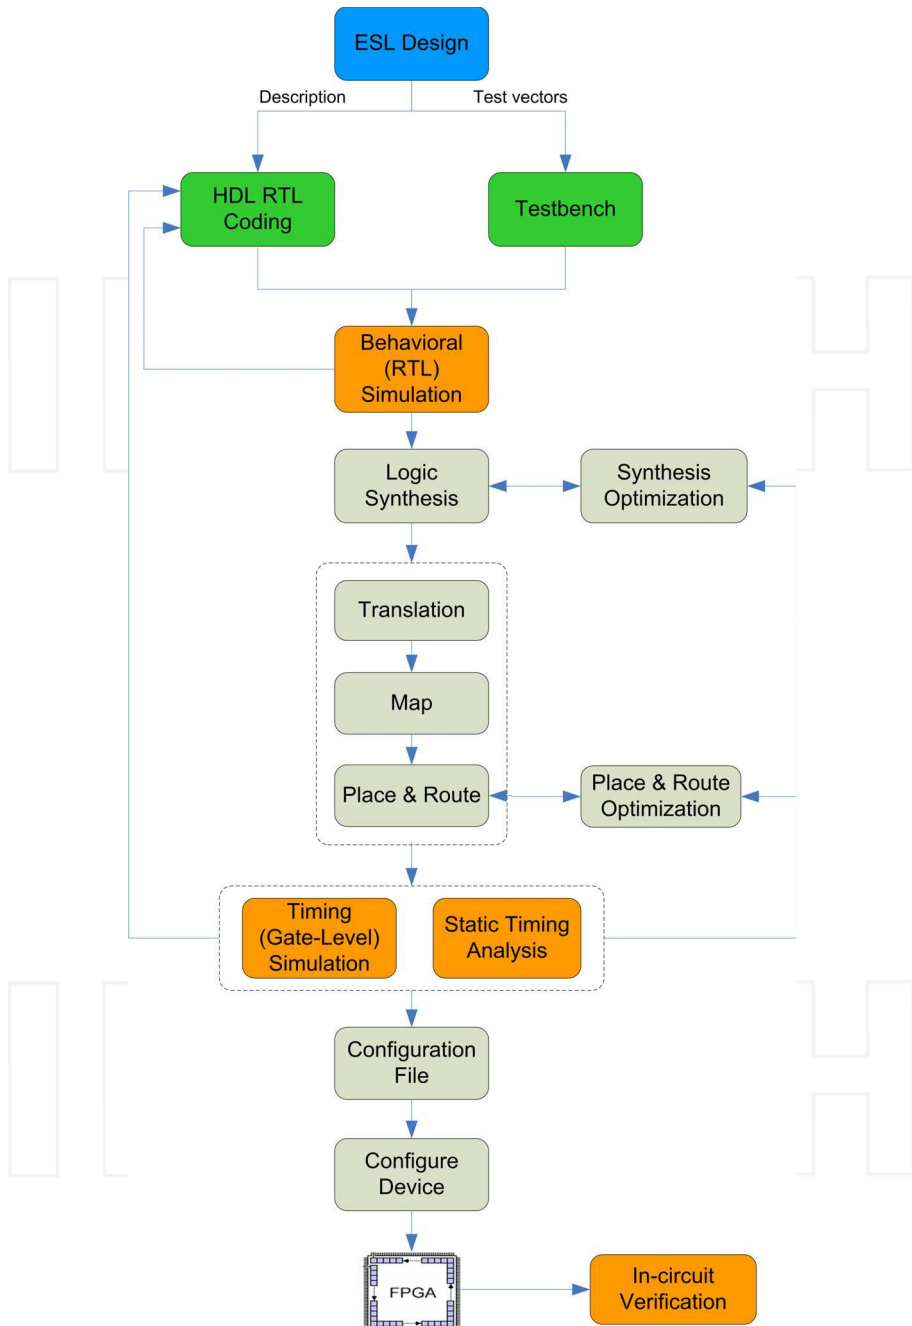 ESL Design
Description
Test vectors
HDL RTL
Coding
Testbench
Behavioral
(RTL)
Simulation
Logic
Synthesis
Synthesis
Optimization
Translation
Map
Place & Route
Place & Route
Optimization
Timing
(Gate-Level)
Simulation
Static Timing
Analysis
Configuration
File
Configure
Device
FPGA
In-circuit
Verification